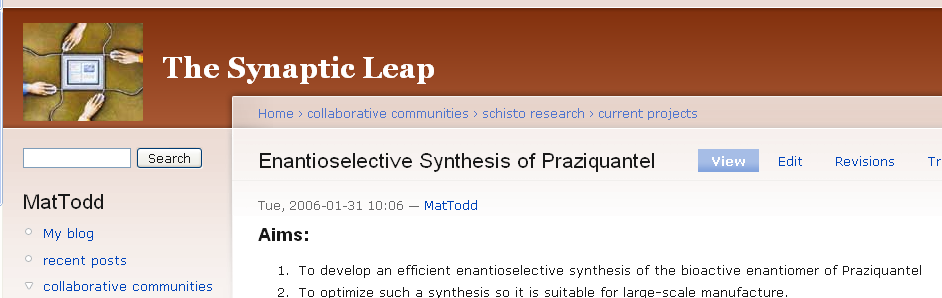 The Synaptic Leap
Home › collaborative communities › schisto research › current projects
Search
Enantioselective Synthesis of Praziquantel
View Edit Revisions Tr
MatTodd
Tue, 2006-01-31 10:06 — MatTodd
My blog
Aims:
recent posts
1. To develop an efficient enantioselective synthesis of the bioactive enantiomer of Praziquantel
collaborative communities
2. To optimize such a synthesis so it is suitable for large-scale manufacture.